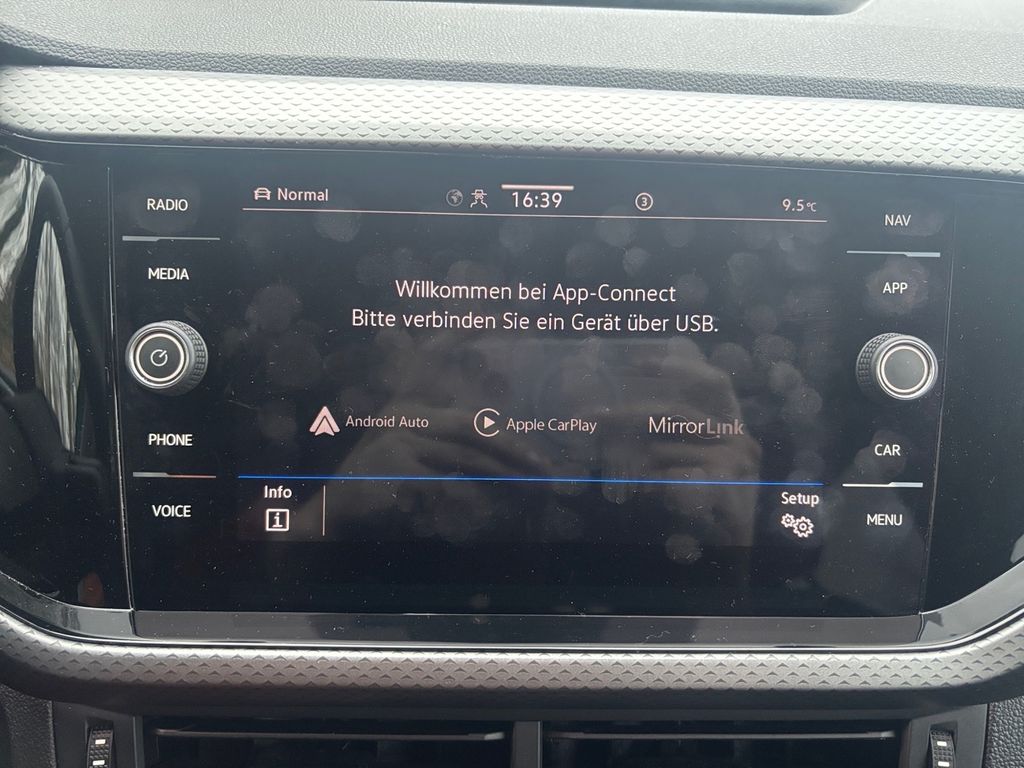 RADIO
MEDIA
PHONE
VOICE
Normal
16:39
3
9.5°C
Willkommen bei App-Connect
Bitte verbinden Sie ein Gerät über USB.
Android Auto
Apple CarPlay
MirrorLink
Info
i
Setup
NAV
APP
CAR
MENU